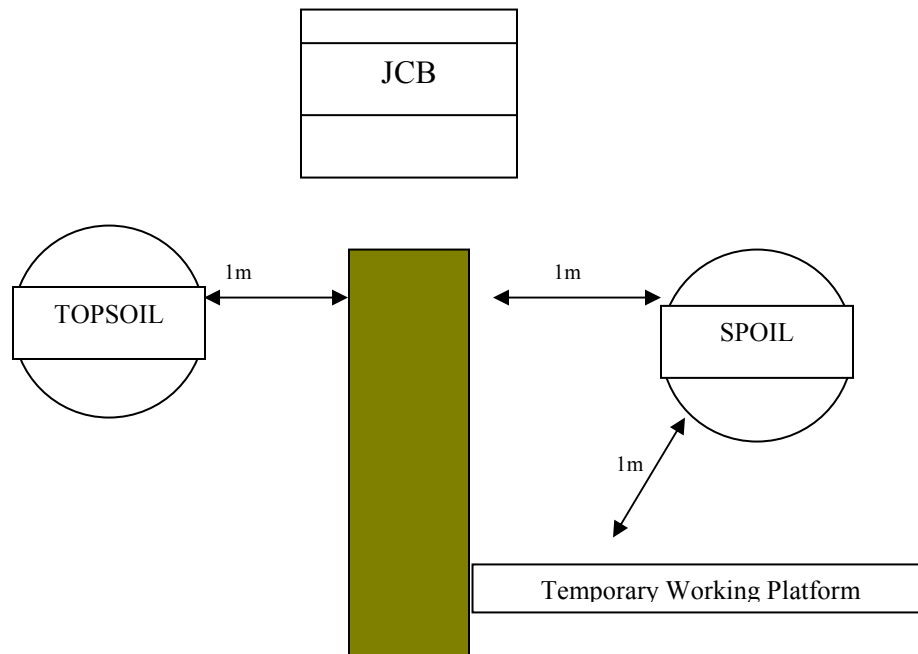 JCB
1m
1m
TOPSOIL
SPOIL
1m
Temporary Working Platform